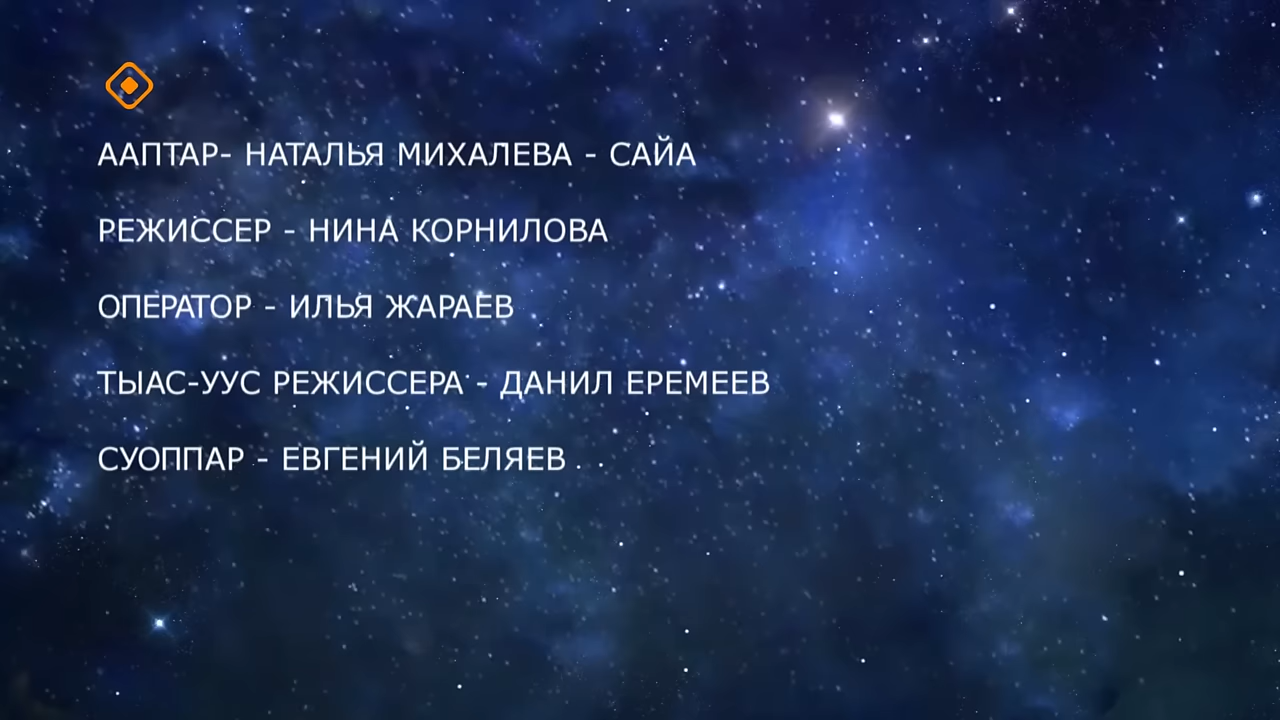 ААПТАР- НАТАЛЬЯ МИХАЛЕВА - САЙА
РЕЖИССЕР - НИНА КОРНИЛОВА
ОПЕРАТОР - ИЛЬЯ ЖАРАЕВ
ТЫАС-УУС РЕЖИССЕРА - ДАНИЛ ЕРЕМЕЕВ
СУОППАР - ЕВГЕНИЙ БЕЛЯЕВ